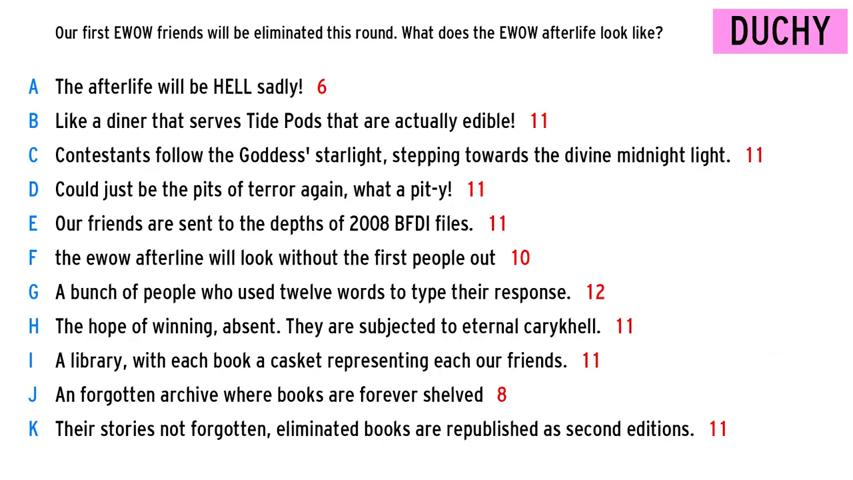 Our first EWOW friends will be eliminated this round. What does the EWOW afterlife look like?
DUCHY
A The afterlife will be HELL sadly! 6
B Like a diner that serves Tide Pods that are actually edible! 11
C Contestants follow the Goddess' starlight, stepping towards the divine midnight light. 11
D Could just be the pits of terror again, what a pit-y! 11
E Our friends are sent to the depths of 2008 BFDI files. 11
F the ewow afterline will look without the first people out 10
G A bunch of people who used twelve words to type their response. 12
H The hope of winning, absent. They are subjected to eternal carykhell. 11
I A library, with each book a casket representing each our friends. 11
J An forgotten archive where books are forever shelved 8
K Their stories not forgotten, eliminated books are republished as second editions. 11